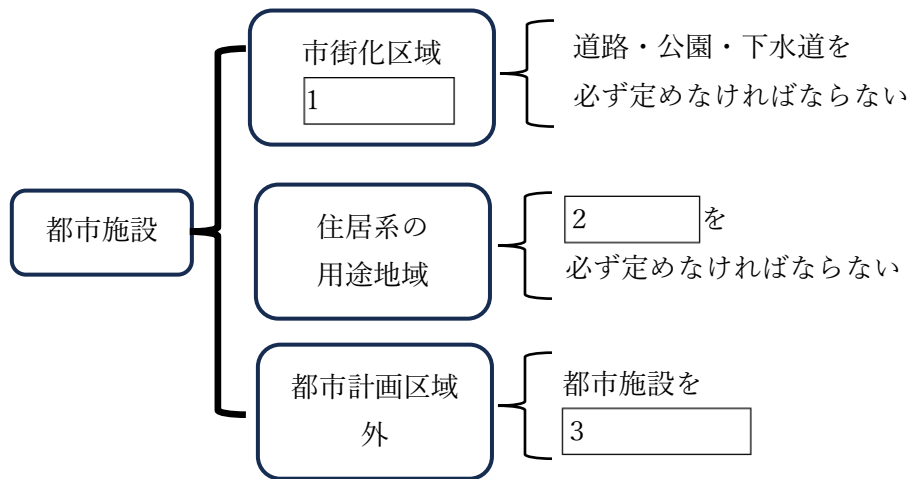 都市施設
市街化区域
1
道路・公園・下水道を
必ず定めなければならない
住居系の
用途地域
2を
必ず定めなければならない
都市計画区域
外
都市施設を
3